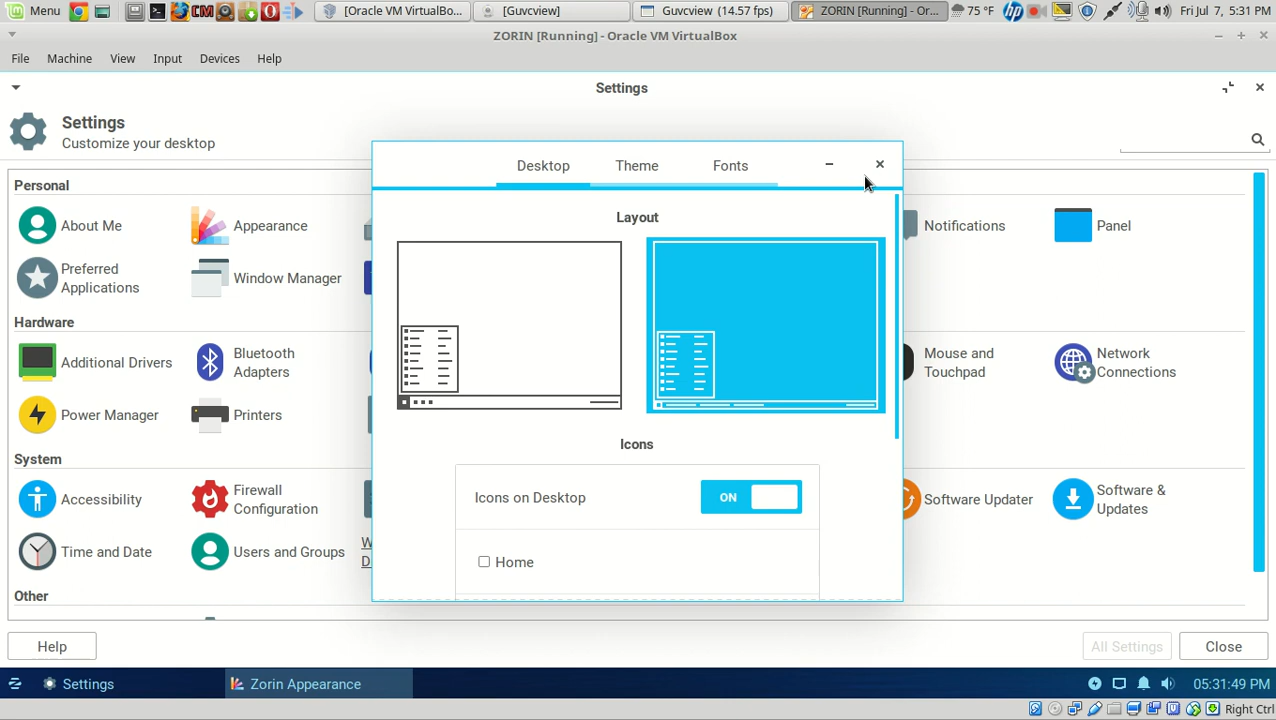 Menu
[Oracle VM VirtualBo...
[Guvcview]
Guvcview (14.57 fps)
ZORIN [Running] - Or...
75 °F
Fri Jul 7, 5:31 PM
ZORIN [Running] - Oracle VM VirtualBox
File Machine View Input Devices Help
Settings
Settings
Customize your desktop
Desktop Theme Fonts
Personal
About Me
Appearance
Notifications
Panel
Preferred
Applications
Window Manager
Layout
Hardware
Additional Drivers
Bluetooth
Adapters
Mouse and
Touchpad
Network
Connections
Power Manager
Printers
Icons
System
Accessibility
Firewall
Configuration
Icons on Desktop
ON
Software Updater
Software &
Updates
Time and Date
Users and Groups
W
D
Home
Other
Help
All Settings
Close
Settings
Zorin Appearance
05:31:49 PM
Right Ctrl